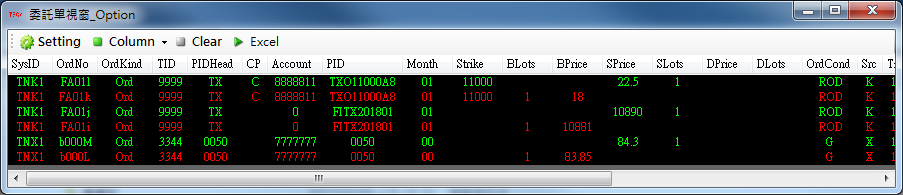 委託單視窗_Option
Setting Column Clear Excel
SysID OrdNo OrdKind TID PIDHead CP Account PID Month Strike BLots BPrice SPrice SLots DPrice DLots OrdCond Src
TNK1 FA01l Ord 9999 TX C 8888811 TXO11000A8 01 11000 22.5 1 ROD K 1
TNK1 FA01k Ord 9999 TX C 8888811 TXO11000A8 01 11000 1 18 ROD K 1
TNK1 FA01j Ord 9999 TX 0 FITX201801 01 10890 1 ROD K 1
TNK1 FA01i Ord 9999 TX 0 FITX201801 01 1 10881 ROD K 1
TNX1 b000M Ord 3344 0050 7777777 0050 00 84.3 1 G X 1
TNX1 b000L Ord 3344 0050 7777777 0050 00 1 83.85 G X 1